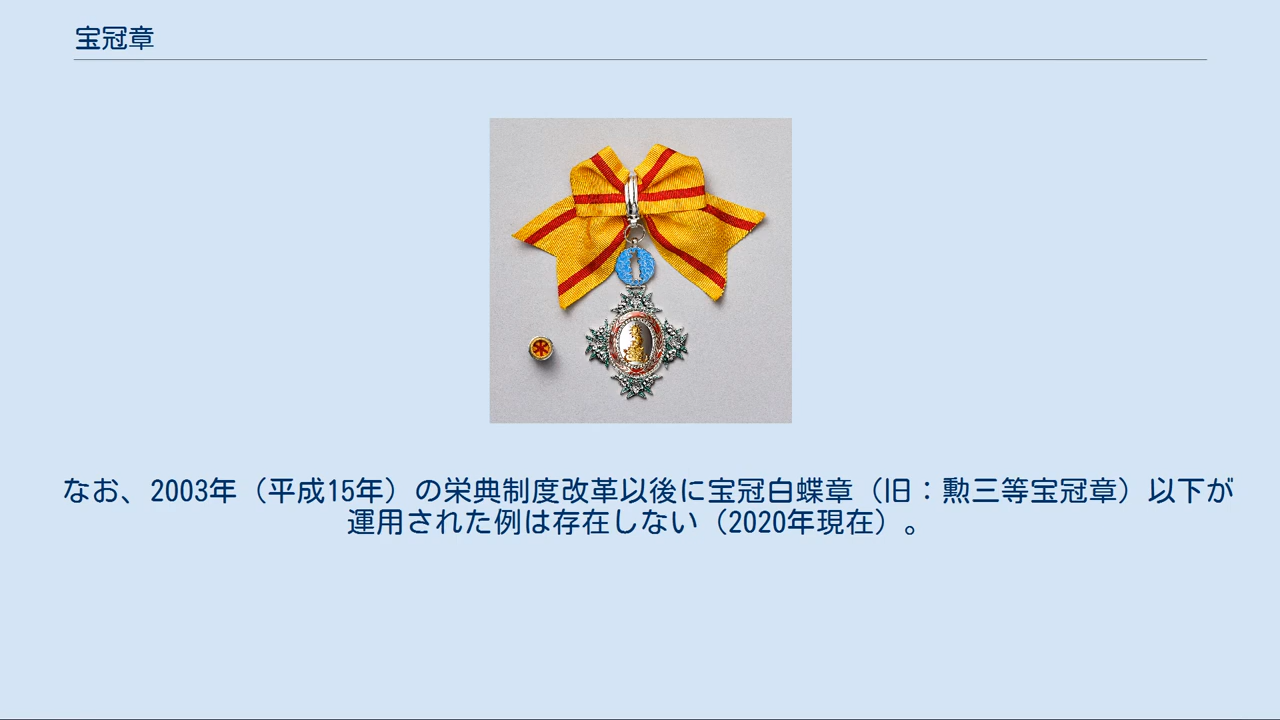 宝冠章
なお、2003年（平成15年）の栄典制度改革以後に宝冠白蝶章（旧：勲三等宝冠章）以下が
運用された例は存在しない（2020年現在）。